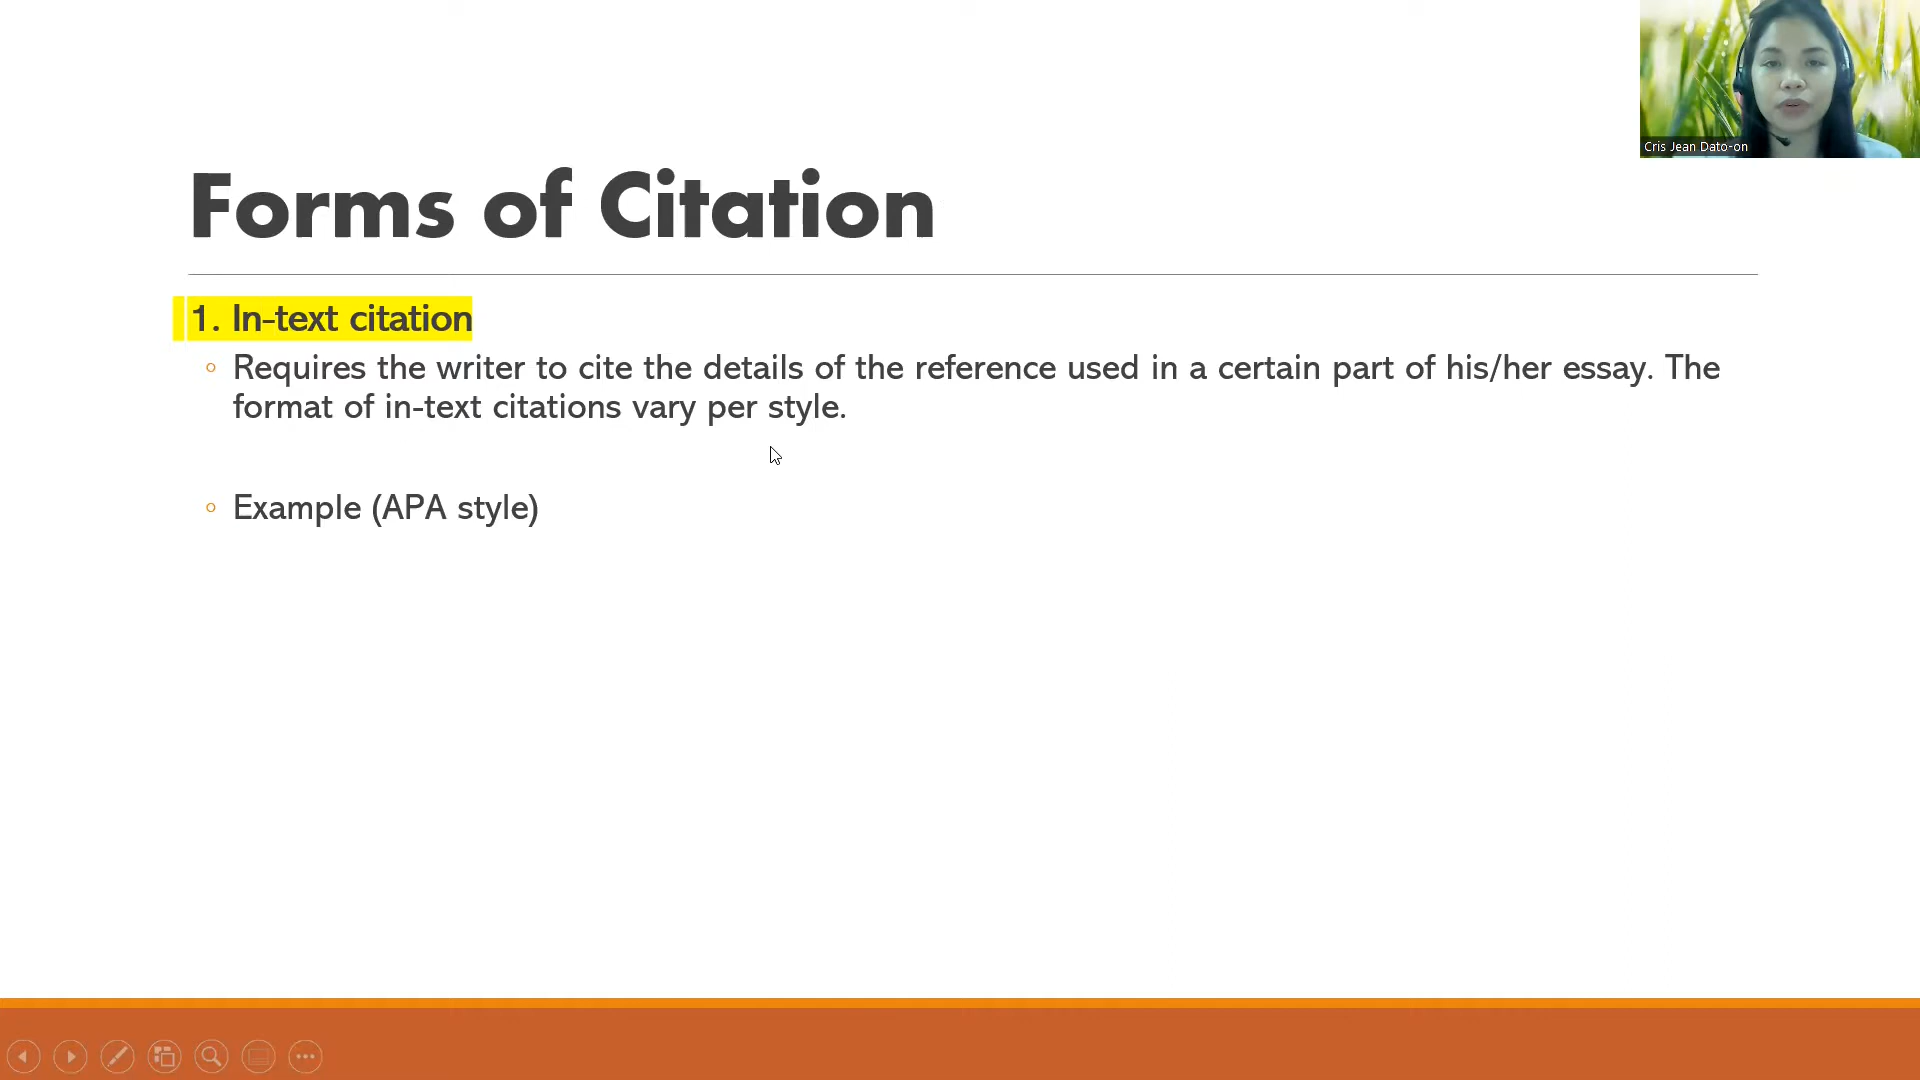 Cris Jean Dato-on
Forms of Citation
1. In-text citation
Requires the writer to cite the details of the reference used in a certain part of his/her essay. The
format of in-text citations vary per style.
Example (APA style)